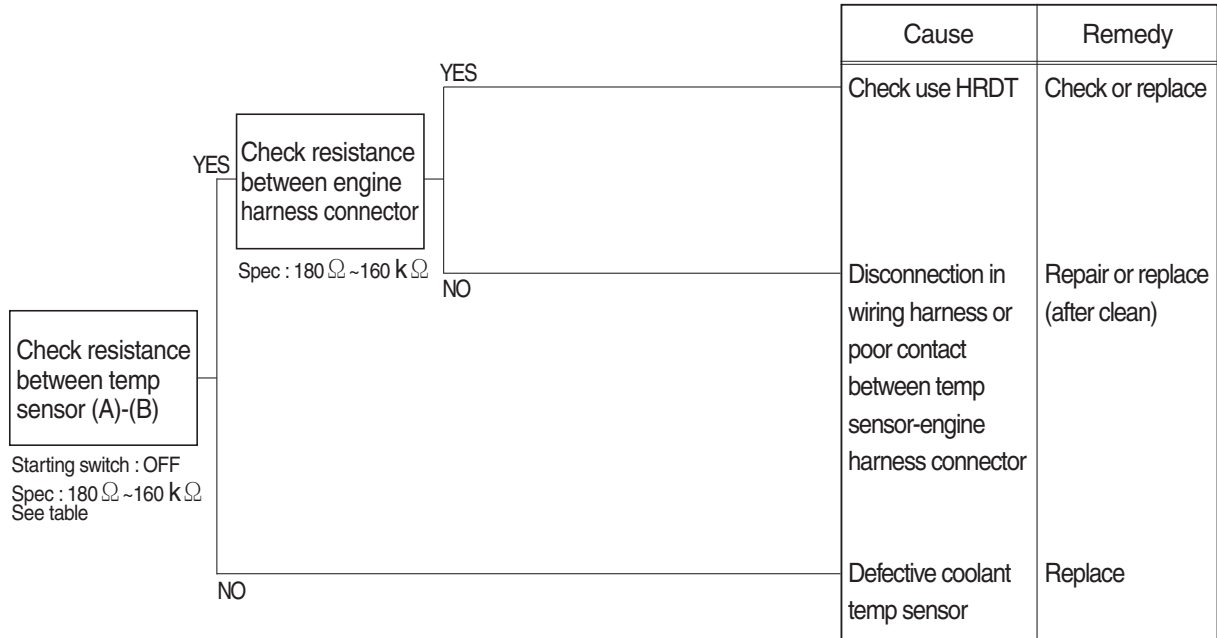 Cause
Remedy
YES
Check use HRDT
Check or replace
YES
Check resistance
between engine
harness connector
Spec : 180 Ω ~160 k Ω
NO
Disconnection in
wiring harness or
poor contact
between temp
sensor-engine
harness connector
Repair or replace
(after clean)
Check resistance
between temp
sensor (A)-(B)
Starting switch : OFF
Spec : 180 Ω ~160 k Ω
See table
NO
Defective coolant
temp sensor
Replace